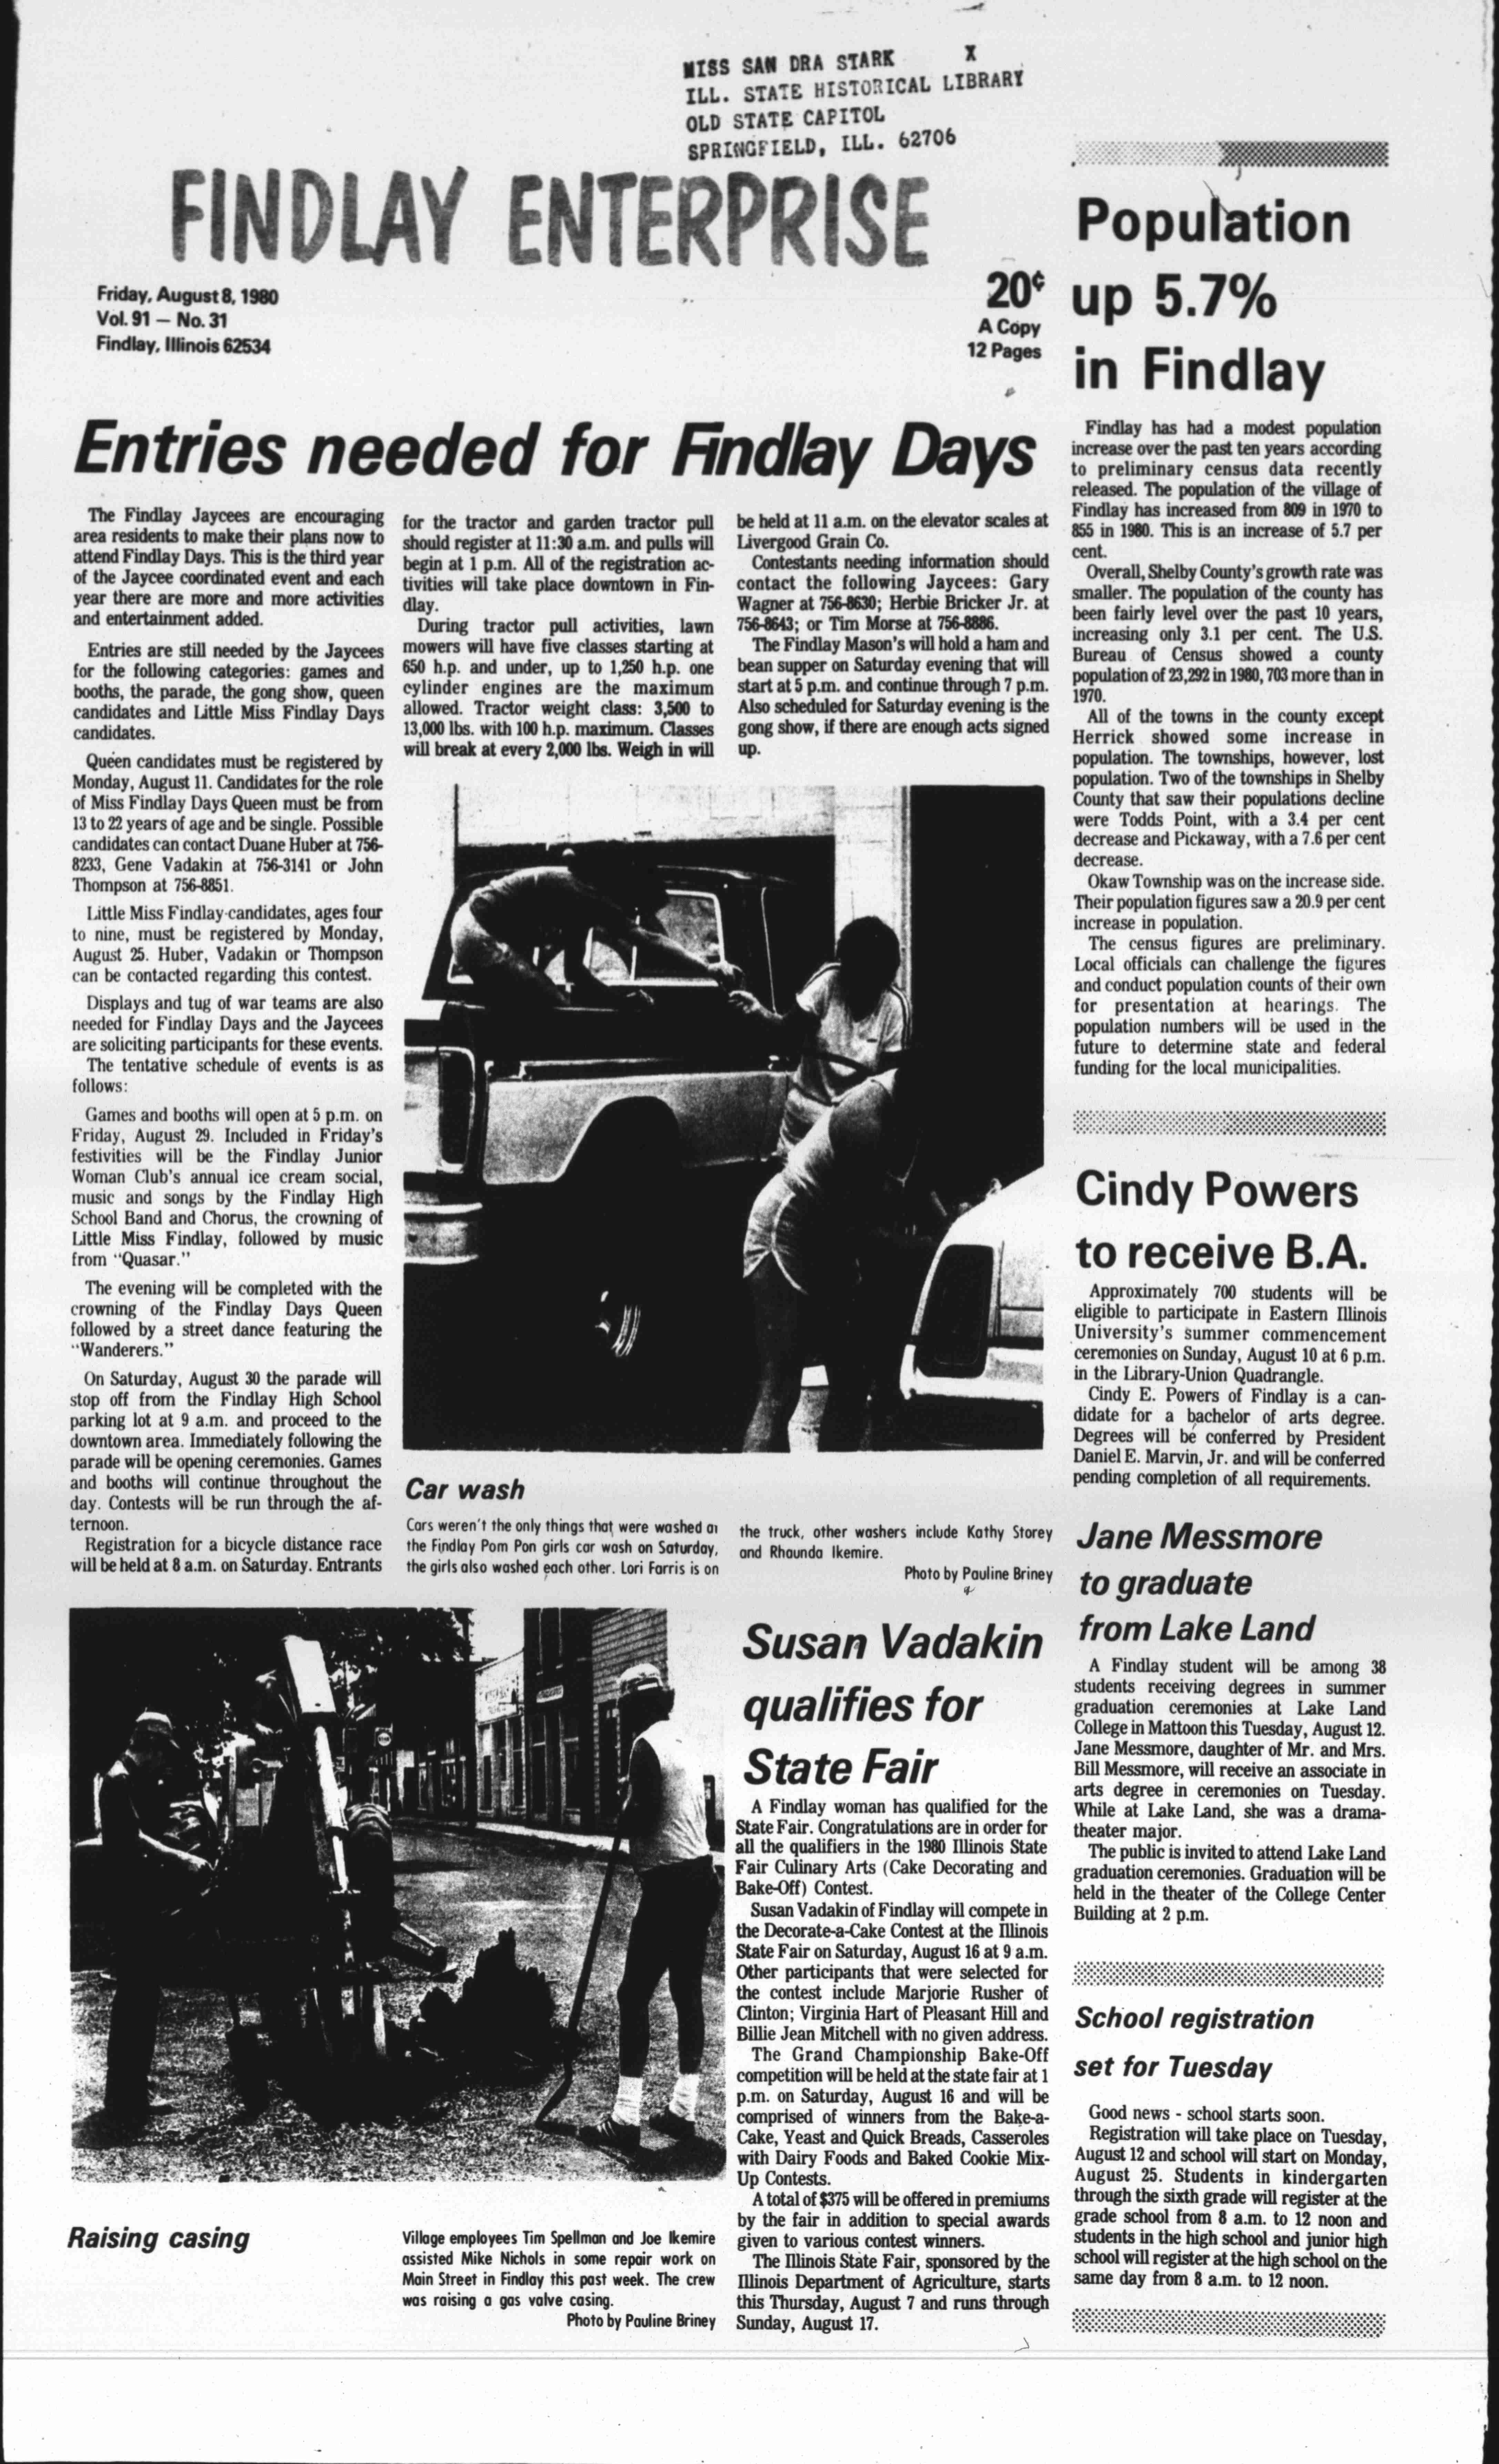 MISS SAN DRA STARK X
ILL. STATE HISTORICAL LIBRARY
OLD STATE CAPITOL
SPRINGFIELD, ILL. 62706
FINDLAY ENTERPRISE
Friday, August 8, 1980
Vol. 91 — No. 31
Findlay, Illinois 62534
20¢
A Copy
12 Pages
Entries needed for Findlay Days
The Findlay Jaycees are encouraging
area residents to make their plans now to
attend Findlay Days. This is the third year
of the Jaycee coordinated event and each
year there are more and more activities
and entertainment added.
Entries are still needed by the Jaycees
for the following categories: games and
booths, the parade, the gong show, queen
candidates and Little Miss Findlay Days
candidates.
Queen candidates must be registered by
Monday, August 11. Candidates for the role
of Miss Findlay Days Queen must be from
13 to 22 years of age and be single. Possible
candidates can contact Duane Huber at 756-
8233, Gene Vadakin at 756-3141 or John
Thompson at 756-8851.
Little Miss Findlay candidates, ages four
to nine, must be registered by Monday,
August 25. Huber, Vadakin or Thompson
can be contacted regarding this contest.
Displays and tug of war teams are also
needed for Findlay Days and the Jaycees
are soliciting participants for these events.
The tentative schedule of events is as
follows:
Games and booths will open at 5 p.m. on
Friday, August 29. Included in Friday's
festivities will be the Findlay Junior
Woman Club's annual ice cream social,
music and songs by the Findlay High
School Band and Chorus, the crowning of
Little Miss Findlay, followed by music
from "Quasar."
The evening will be completed with the
crowning of the Findlay Days Queen
followed by a street dance featuring the
"Wanderers."
On Saturday, August 30 the parade will
stop off from the Findlay High School
parking lot at 9 a.m. and proceed to the
downtown area. Immediately following the
parade will be opening ceremonies. Games
and booths will continue throughout the
day. Contests will be run through the af-
ternoon.
Registration for a bicycle distance race
will be held at 8 a.m. on Saturday. Entrants
for the tractor and garden tractor pull
should register at 11:30 a.m. and pulls will
begin at 1 p.m. All of the registration ac-
tivities will take place downtown in Fin-
dlay.
During tractor pull activities, lawn
mowers will have five classes starting at
650 h.p. and under, up to 1,250 h.p. one
cylinder engines are the maximum
allowed. Tractor weight class: 3,500 to
13,000 lbs. with 100 h.p. maximum. Classes
will break at every 2,000 lbs. Weigh in will
be held at 11 a.m. on the elevator scales at
Livergood Grain Co.
Contestants needing information should
contact the following Jaycees: Gary
Wagner at 756-8630; Herbie Bricker Jr. at
756-8643; or Tim Morse at 756-8886.
The Findlay Mason's will hold a ham and
bean supper on Saturday evening that will
start at 5 p.m. and continue through 7 p.m.
Also scheduled for Saturday evening is the
gong show, if there are enough acts signed
up.
Car wash
Cars weren't the only things that were washed at
the Findlay Pom Pon girls car wash on Saturday,
the girls also washed each other. Lori Farris is on
the truck, other washers include Kathy Storey
and Rhaunda Ikemire.
Photo by Pauline Briney
Raising casing
Village employees Tim Spellman and Joe Ikemire
assisted Mike Nichols in some repair work on
Main Street in Findlay this past week. The crew
was raising a gas valve casing.
Photo by Pauline Briney
Susan Vadakin
qualifies for
State Fair
A Findlay woman has qualified for the
State Fair. Congratulations are in order for
all the qualifiers in the 1980 Illinois State
Fair Culinary Arts (Cake Decorating and
Bake-Off) Contest.
Susan Vadakin of Findlay will compete in
the Decorate-a-Cake Contest at the Illinois
State Fair on Saturday, August 16 at 9 a.m.
Other participants that were selected for
the contest include Marjorie Rusher of
Clinton; Virginia Hart of Pleasant Hill and
Billie Jean Mitchell with no given address.
The Grand Championship Bake-Off
competition will be held at the state fair at 1
p.m. on Saturday, August 16 and will be
comprised of winners from the Bake-a-
Cake, Yeast and Quick Breads, Casseroles
with Dairy Foods and Baked Cookie Mix-
Up Contests.
A total of $375 will be offered in premiums
by the fair in addition to special awards
given to various contest winners.
The Illinois State Fair, sponsored by the
Illinois Department of Agriculture, starts
this Thursday, August 7 and runs through
Sunday, August 17.
Population
up 5.7%
in Findlay
Findlay has had a modest population
increase over the past ten years according
to preliminary census data recently
released. The population of the village of
Findlay has increased from 809 in 1970 to
855 in 1980. This is an increase of 5.7 per
cent.
Overall, Shelby County's growth rate was
smaller. The population of the county has
been fairly level over the past 10 years,
increasing only 3.1 per cent. The U.S.
Bureau of Census showed a county
population of 23,292 in 1980, 703 more than in
1970.
All of the towns in the county except
Herrick showed some increase in
population. The townships, however, lost
population. Two of the townships in Shelby
County that saw their populations decline
were Todds Point, with a 3.4 per cent
decrease and Pickaway, with a 7.6 per cent
decrease.
Okaw Township was on the increase side.
Their population figures saw a 20.9 per cent
increase in population.
The census figures are preliminary.
Local officials can challenge the figures
and conduct population counts of their own
for presentation at hearings. The
population numbers will be used in the
future to determine state and federal
funding for the local municipalities.
Cindy Powers
to receive B.A.
Approximately 700 students will be
eligible to participate in Eastern Illinois
University's summer commencement
ceremonies on Sunday, August 10 at 6 p.m.
in the Library-Union Quadrangle.
Cindy E. Powers of Findlay is a can-
didate for a bachelor of arts degree.
Degrees will be conferred by President
Daniel E. Marvin, Jr. and will be conferred
pending completion of all requirements.
Jane Messmore
to graduate
from Lake Land
A Findlay student will be among 38
students receiving degrees in summer
graduation ceremonies at Lake Land
College in Mattoon this Tuesday, August 12.
Jane Messmore, daughter of Mr. and Mrs.
Bill Messmore, will receive an associate in
arts degree in ceremonies on Tuesday.
While at Lake Land, she was a drama-
theater major.
The public is invited to attend Lake Land
graduation ceremonies. Graduation will be
held in the theater of the College Center
Building at 2 p.m.
School registration
set for Tuesday
Good news - school starts soon.
Registration will take place on Tuesday,
August 12 and school will start on Monday,
August 25. Students in kindergarten
through the sixth grade will register at the
grade school from 8 a.m. to 12 noon and
students in the high school and junior high
school will register at the high school on the
same day from 8 a.m. to 12 noon.